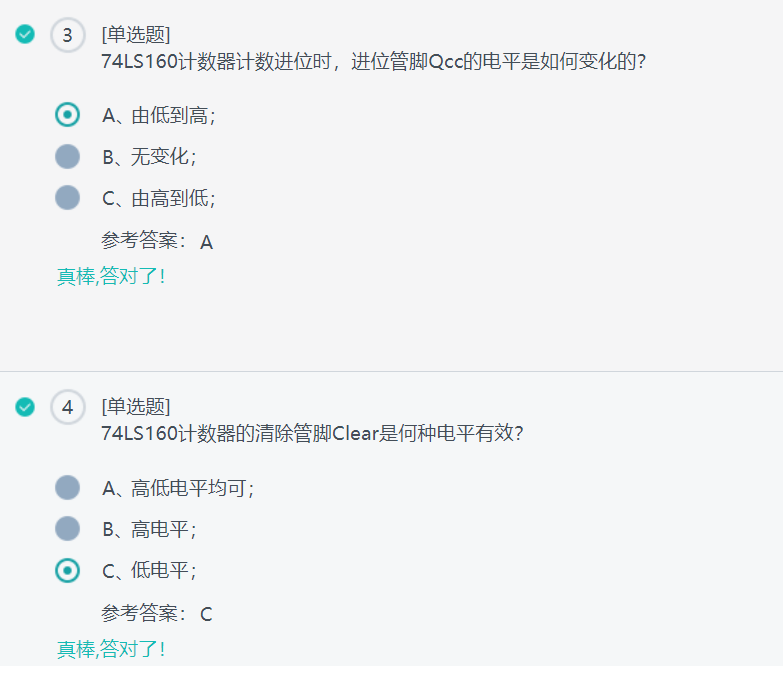 3
[单选题]
74LS160计数器计数进位时，进位管脚Qcc的电平是如何变化的？
A、由低到高；
B、无变化；
C、由高到低；
参考答案： A
真棒,答对了！
4
[单选题]
74LS160计数器的清除管脚Clear是何种电平有效？
A、高低电平均可；
B、高电平；
C、低电平；
参考答案： C
真棒,答对了！